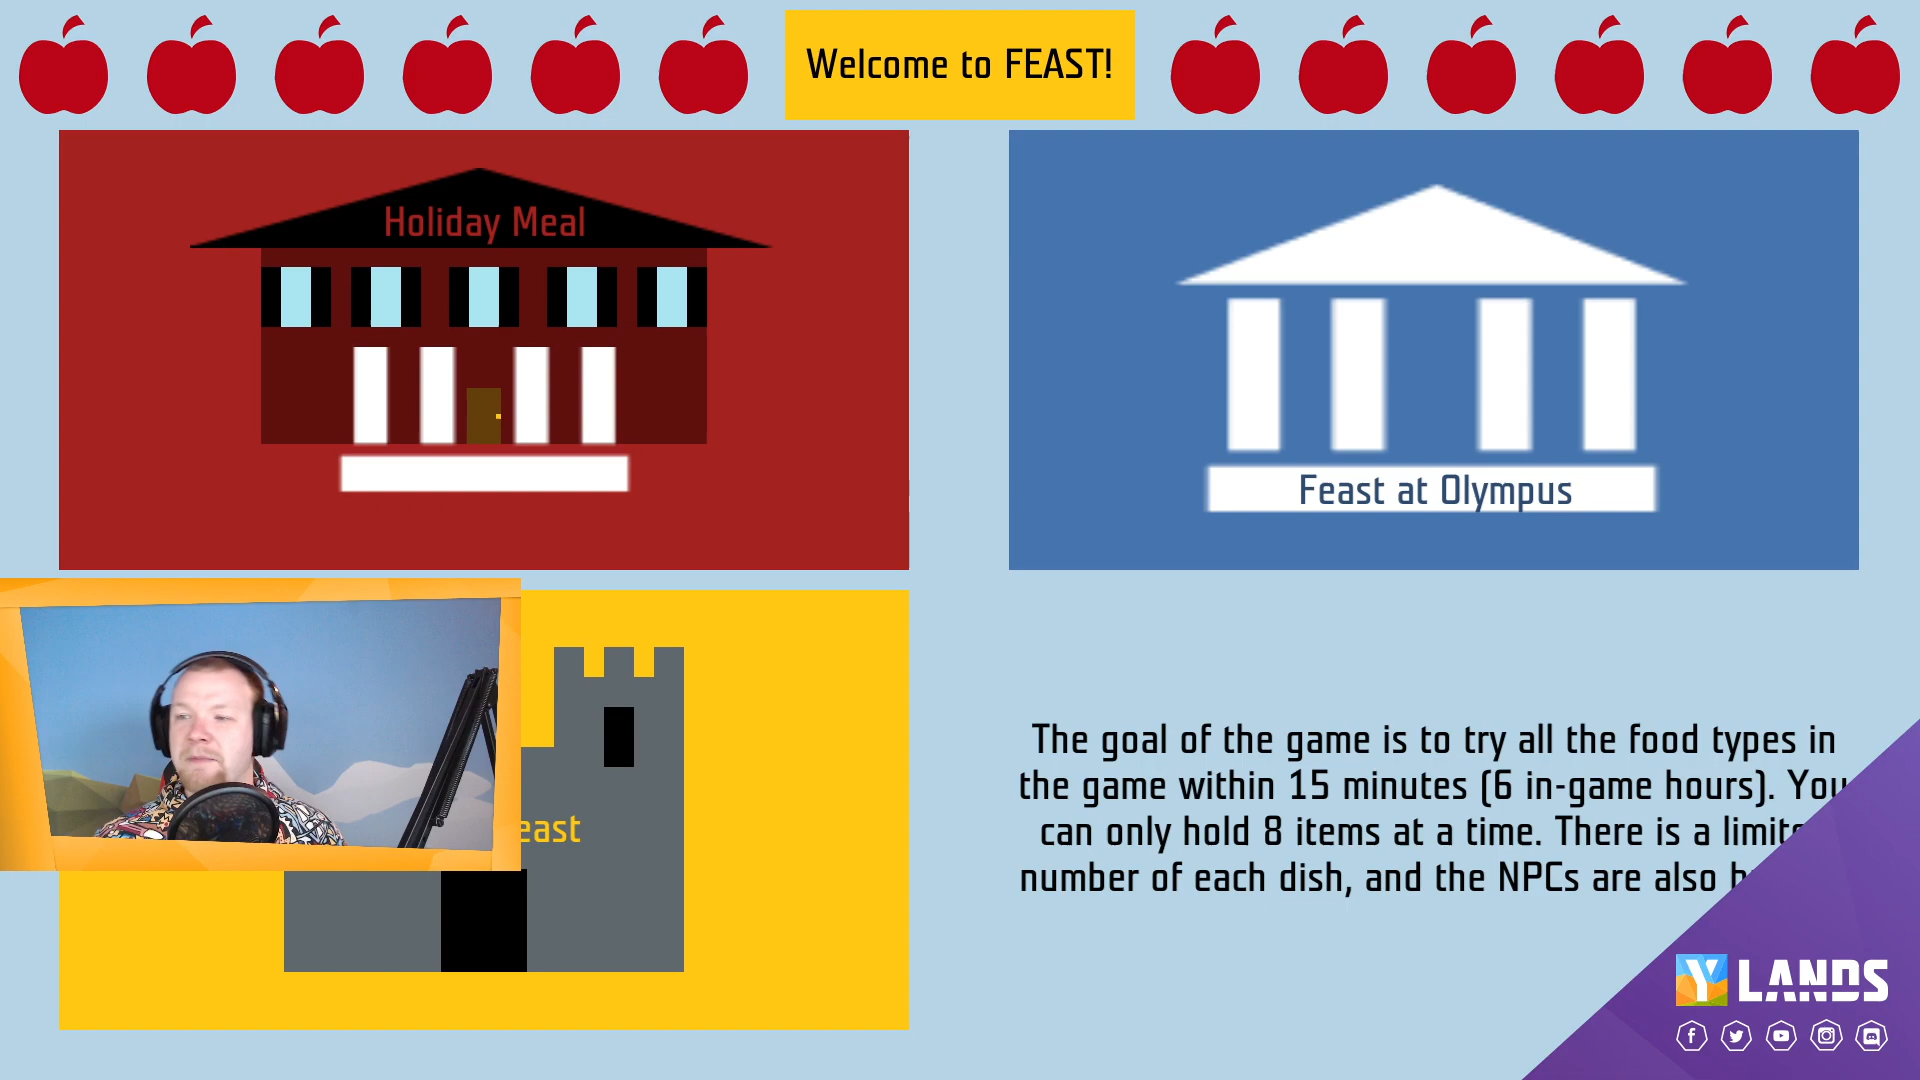 Welcome to FEAST!
Holiday Meal
Feast at Olympus
The goal of the game is to try all the food types in
the game within 15 minutes (6 in-game hours). You
can only hold 8 items at a time. There is a
number of each dish, and the NPCs are also
YLANDS